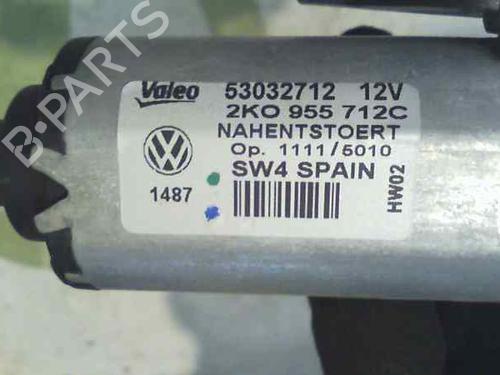 B-PARTS
Valeo 53032712 12V
2K0 955 712C
NAHENTSTOERT
Op. 1111/5010
SW4 SPAIN
1487
HW02